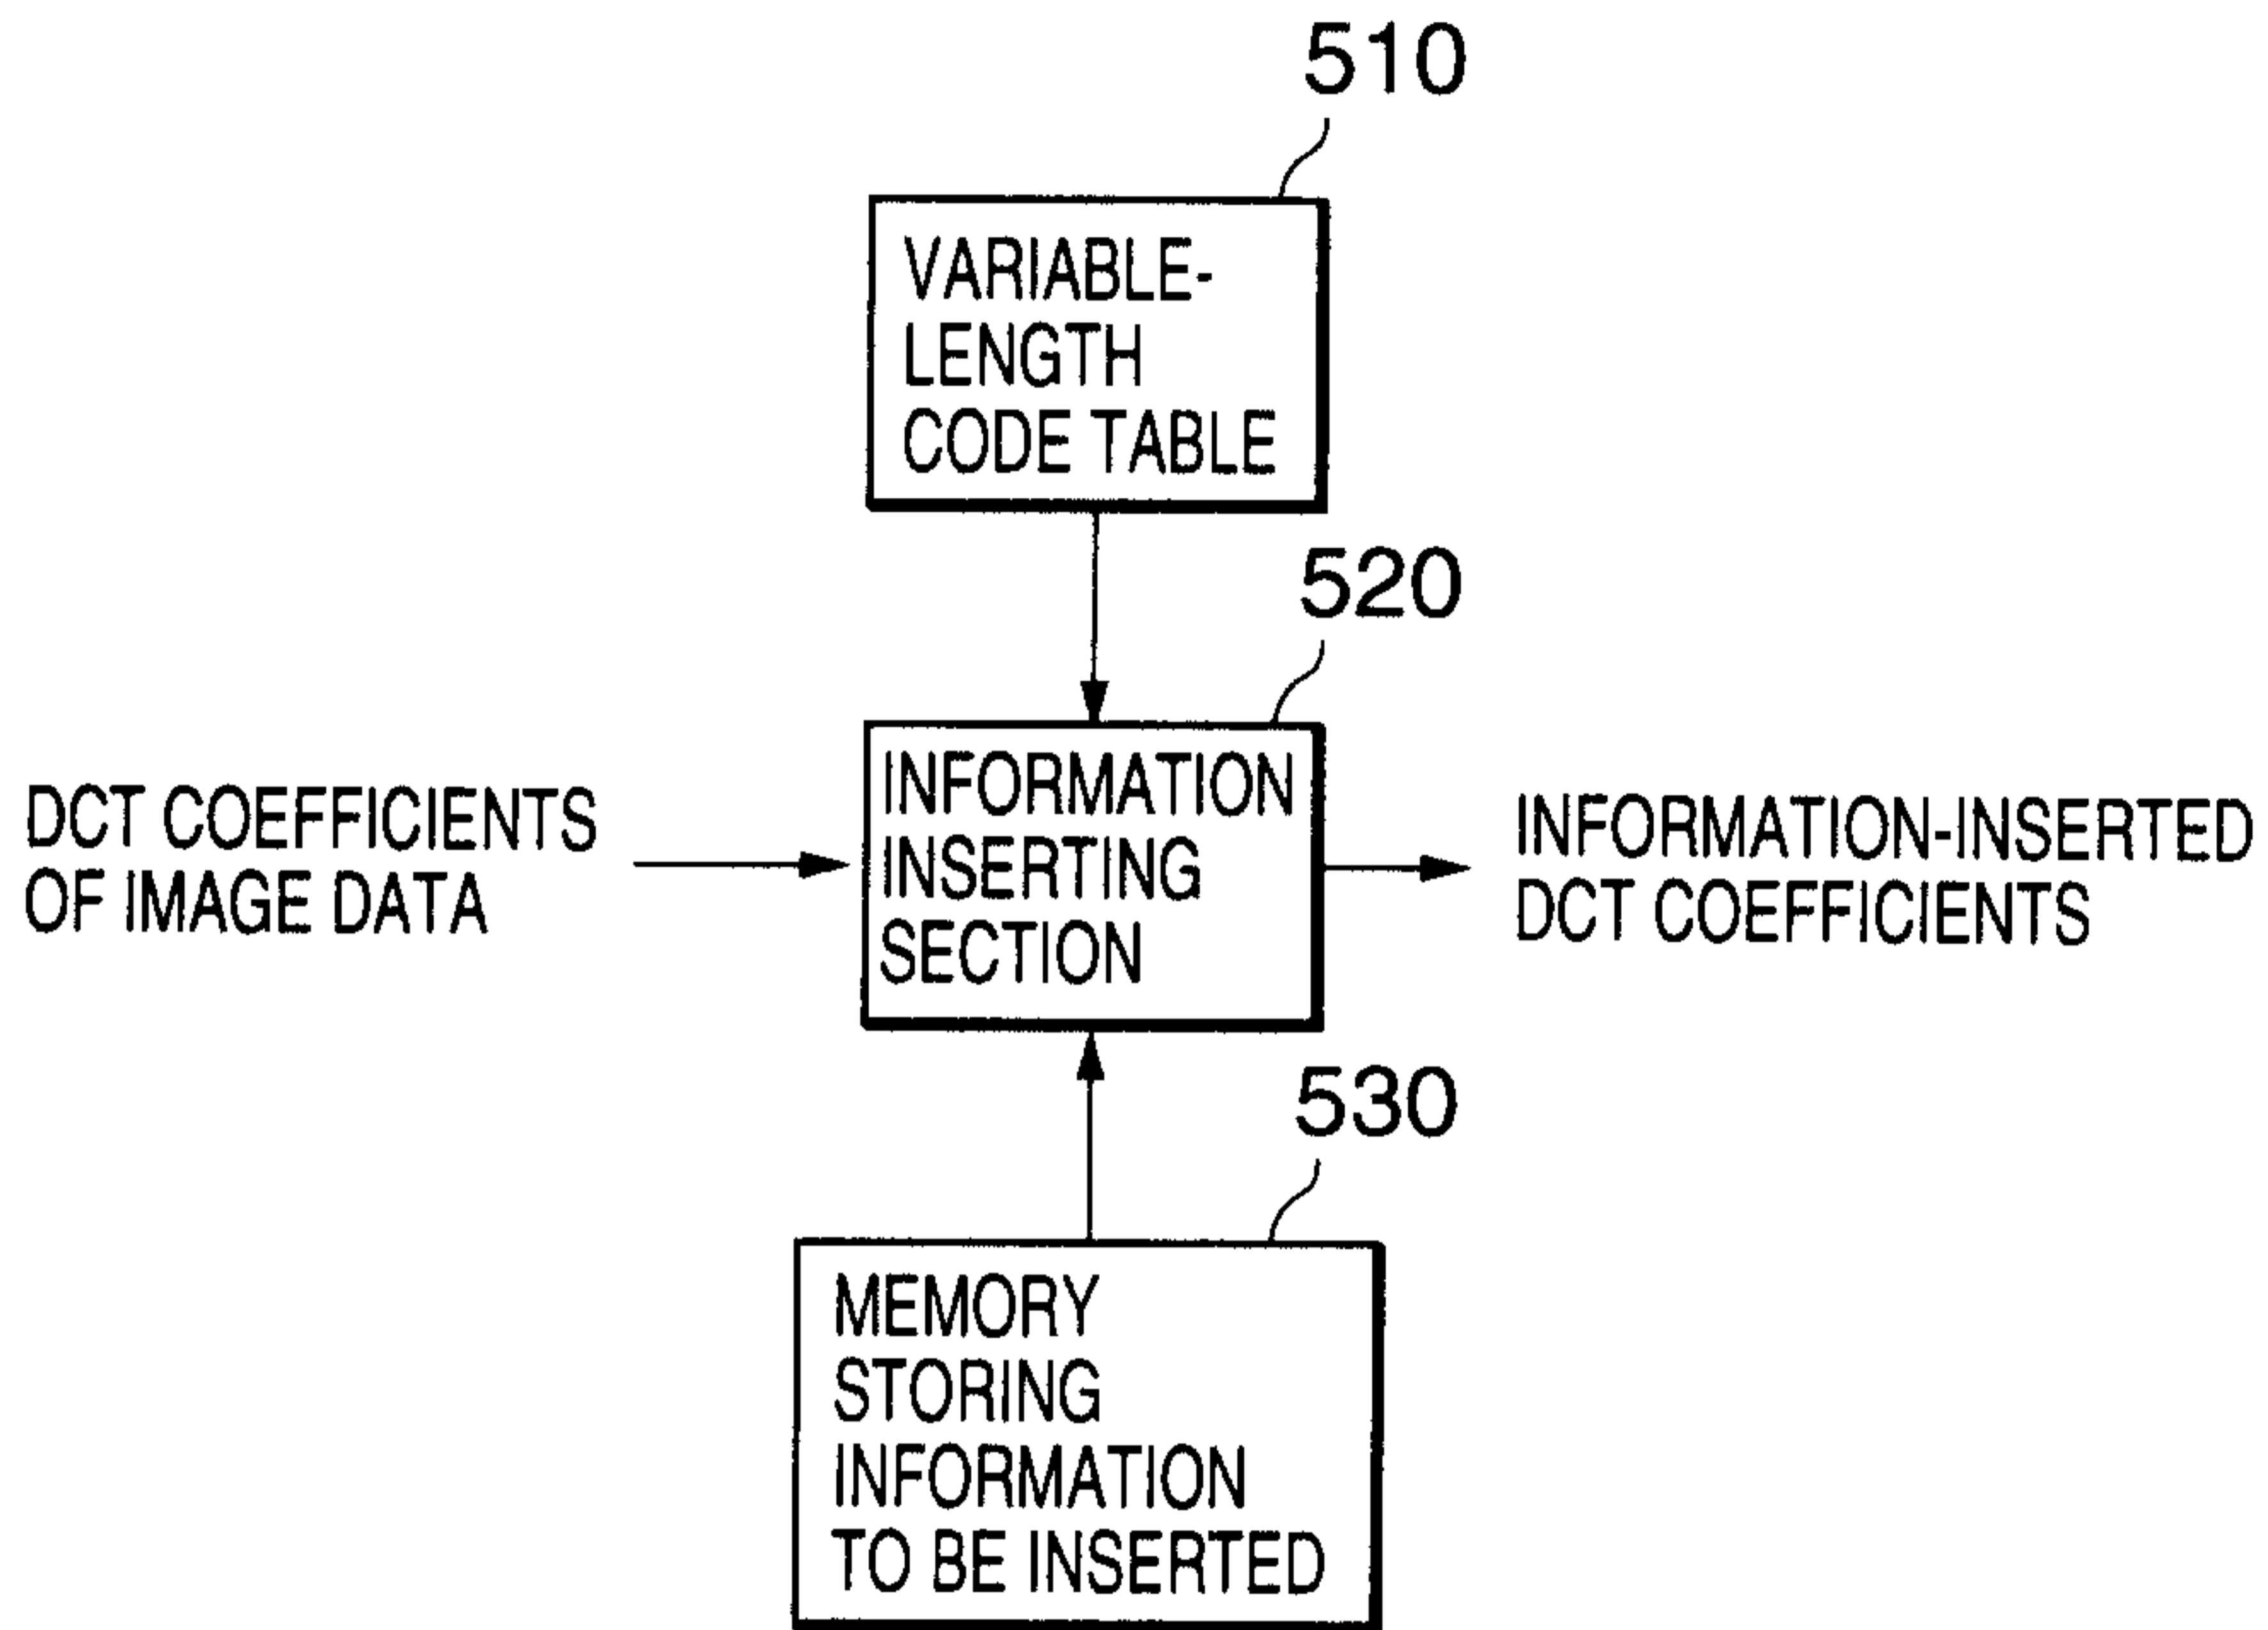 510
VARIABLE-
LENGTH
CODE TABLE
520
DCT COEFFICIENTS
OF IMAGE DATA
INFORMATION
INSERTING
SECTION
INFORMATION-INSERTED
DCT COEFFICIENTS
530
MEMORY
STORING
INFORMATION
TO BE INSERTED